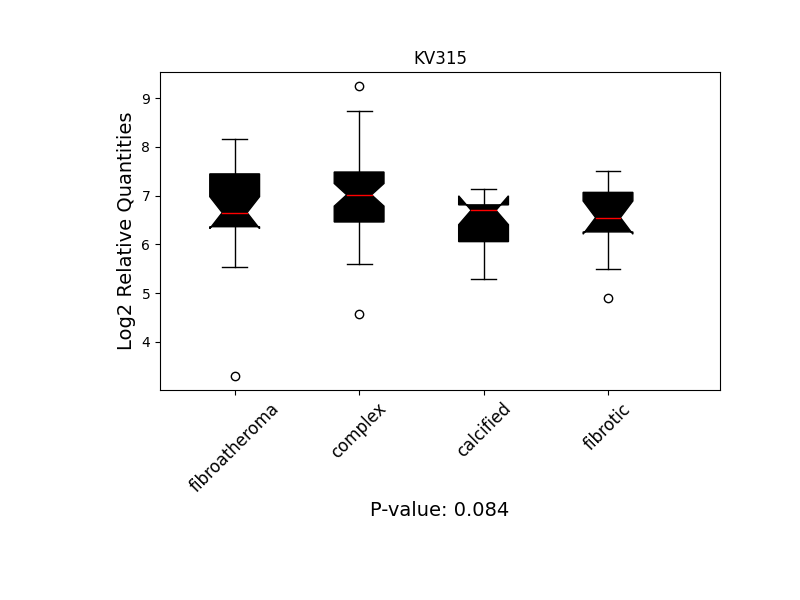 KV315
Log2 Relative Quantities
9
8
7
6
5
4
fibroatheroma
complex
calcified
fibrotic
P-value: 0.084